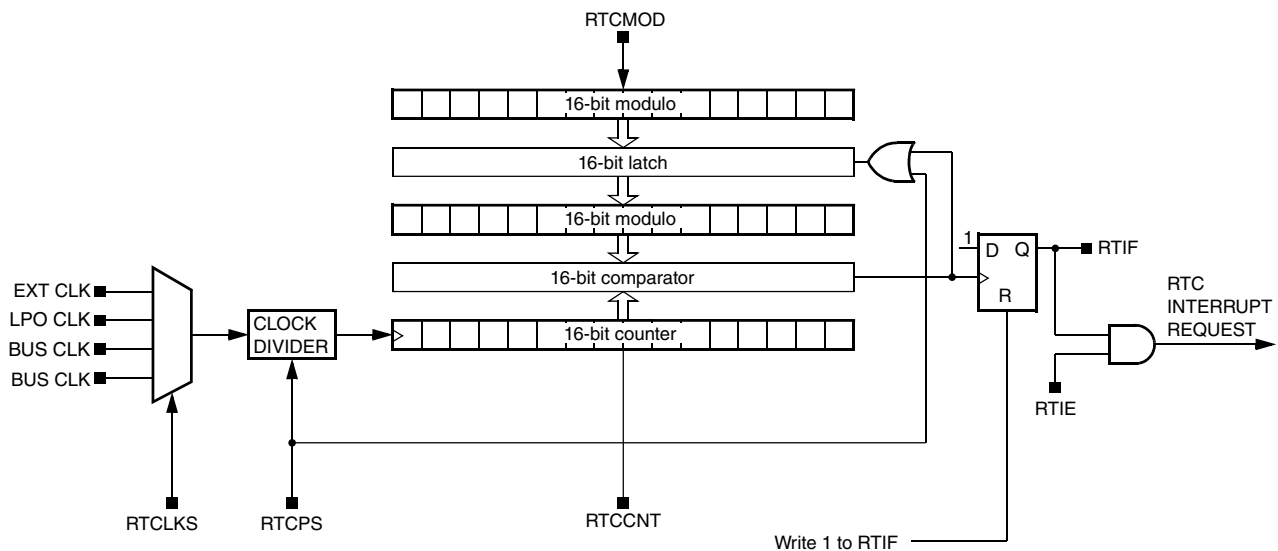 RTCMOD
16-bit modulo
16-bit latch
16-bit modulo
1
D Q
RTIF
16-bit comparator
R
EXT CLK
LPO CLK
BUS CLK
BUS CLK
CLOCK
DIVIDER
16-bit counter
RTC
INTERRUPT
REQUEST
RTIE
RTCLKS
RTCPS
RTCCNT
Write 1 to RTIF